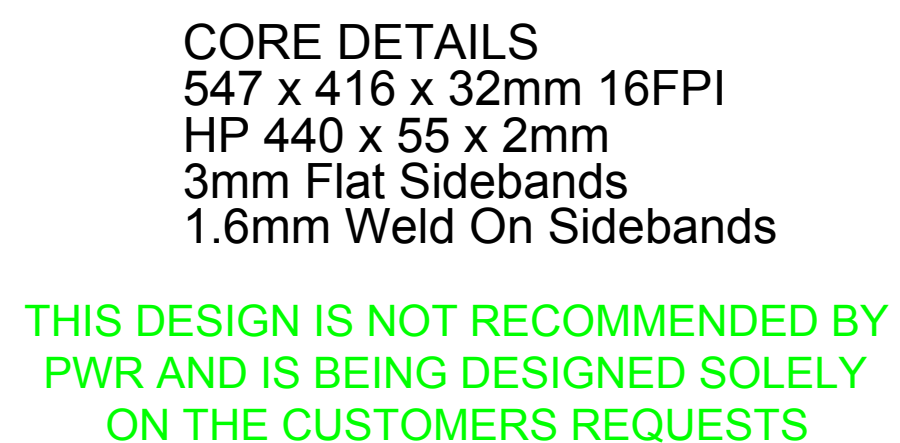 CORE DETAILS
547 x 416 x 32mm 16FPI
HP 440 x 55 x 2mm
3mm Flat Sidebands
1.6mm Weld On Sidebands
THIS DESIGN IS NOT RECOMMENDED BY
PWR AND IS BEING DESIGNED SOLELY
ON THE CUSTOMERS REQUESTS